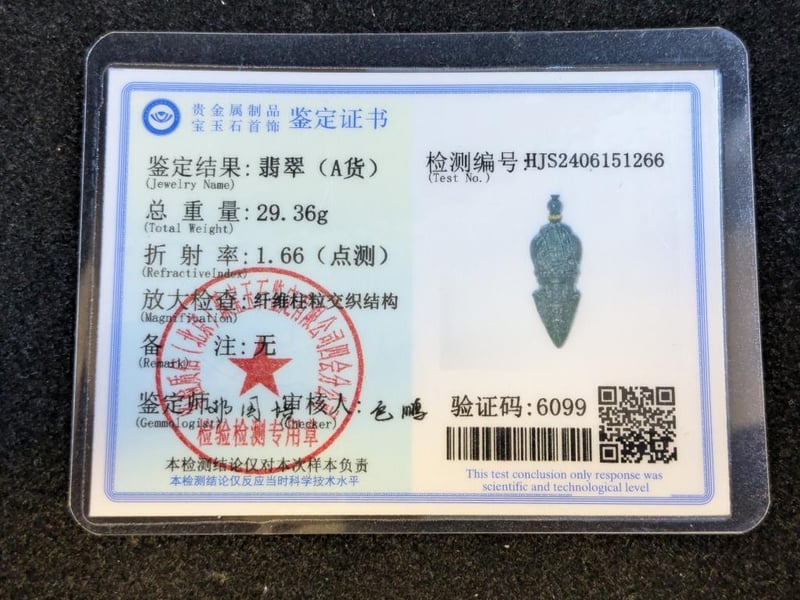 贵金属制品
宝玉石首饰
鉴定证书
鉴定结果:翡翠（A货）
(Jewelry Name)
检测编号:HJS2406151266
(Test No.)
总重量:29.36g
(Total Weight)
折射率:1.66（点测）
(RefractiveIndex)
放大检查:纤维柱粒交织结构
(Magnification)
备注:无
(Remark)
鉴定师:
(Gemmologist)
审核人:包鹏
(Checker)
检验检测专用章
验证码:6099
本检测结论仅对本次样本负责
本检测结论仅反应当时科学技术水平
This test conclusion only response was
scientific and technological level